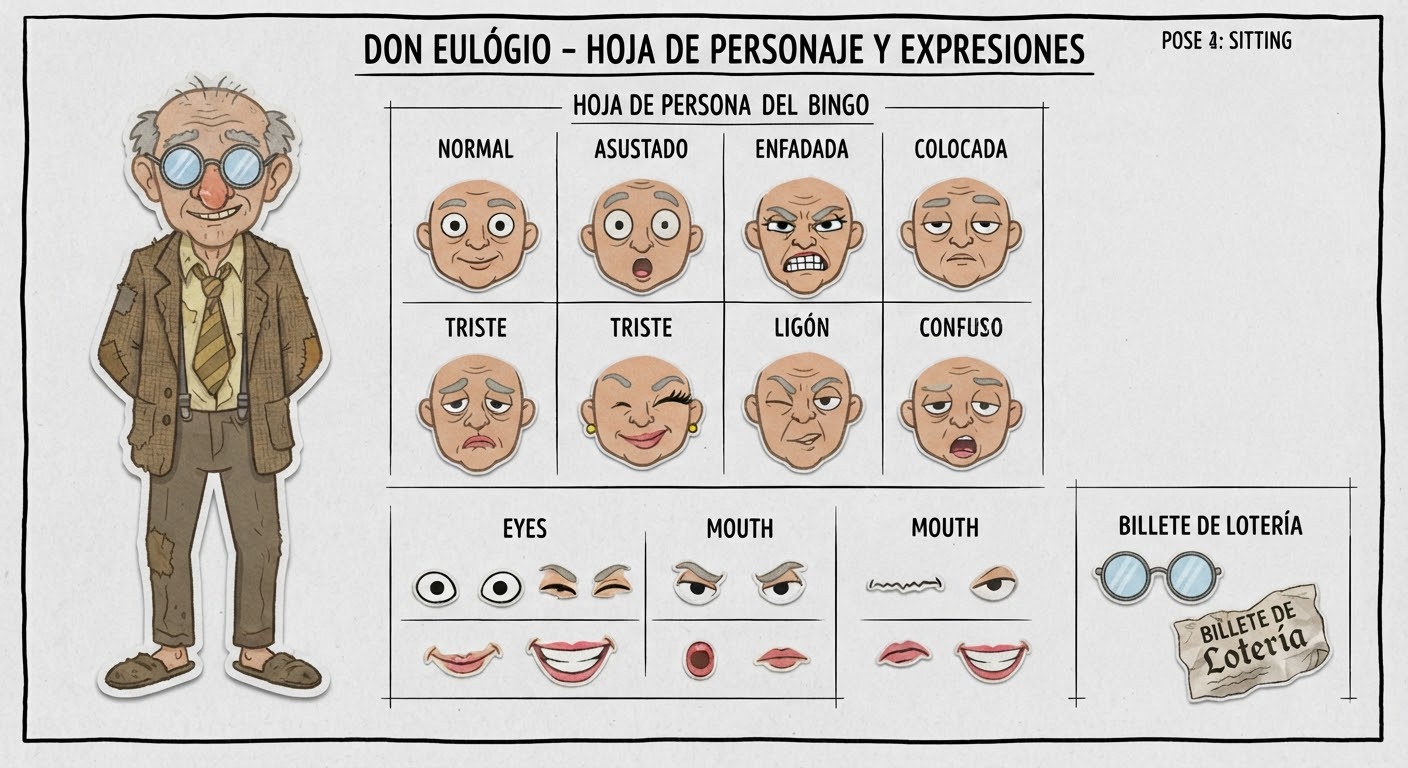 DON EULÓGIO – HOJA DE PERSONAJE Y EXPRESIONES
POSE 4: SITTING
HOJA DE PERSONA DEL BINGO
NORMAL
ASUSTADO
ENFADADA
COLOCADA
TRISTE
TRISTE
LIGÓN
CONFUSO
EYES
MOUTH
MOUTH
BILLETE DE LOTERÍA
BILLETE DE
Lotería